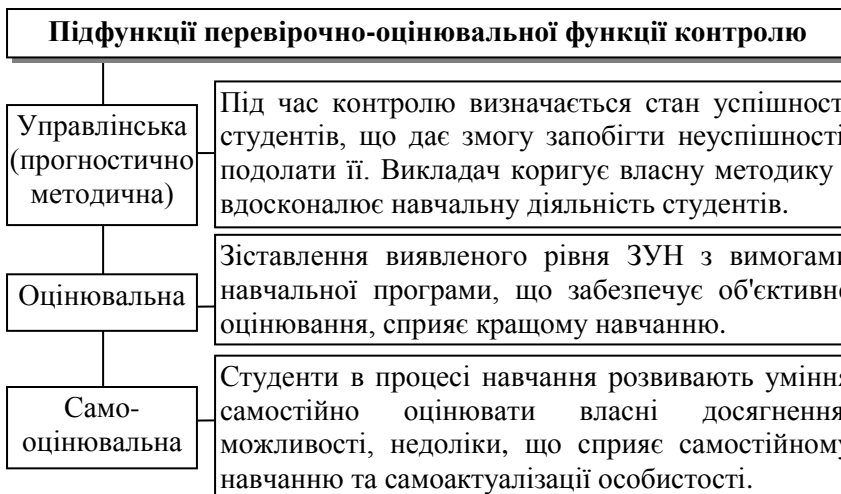 Підфункції перевірочно-оцінювальної функції контролю
Управлінська
(прогностично
методична)
Під час контролю визначається стан успішност
студентів, що дає змогу запобігти неуспішності
подолати її. Викладач коригує власну методику
вдосконалює навчальну діяльність студентів.
Оцінювальна
Зіставлення виявленого рівня ЗУН з вимогами
навчальної програми, що забезпечує об'єктивне
оцінювання, сприяє кращому навчанню.
Само-
оцінювальна
Студенти в процесі навчання розвивають уміння
самостійно оцінювати власні досягнення
можливості, недоліки, що сприяє самостійному
навчанню та самоактуалізації особистості.